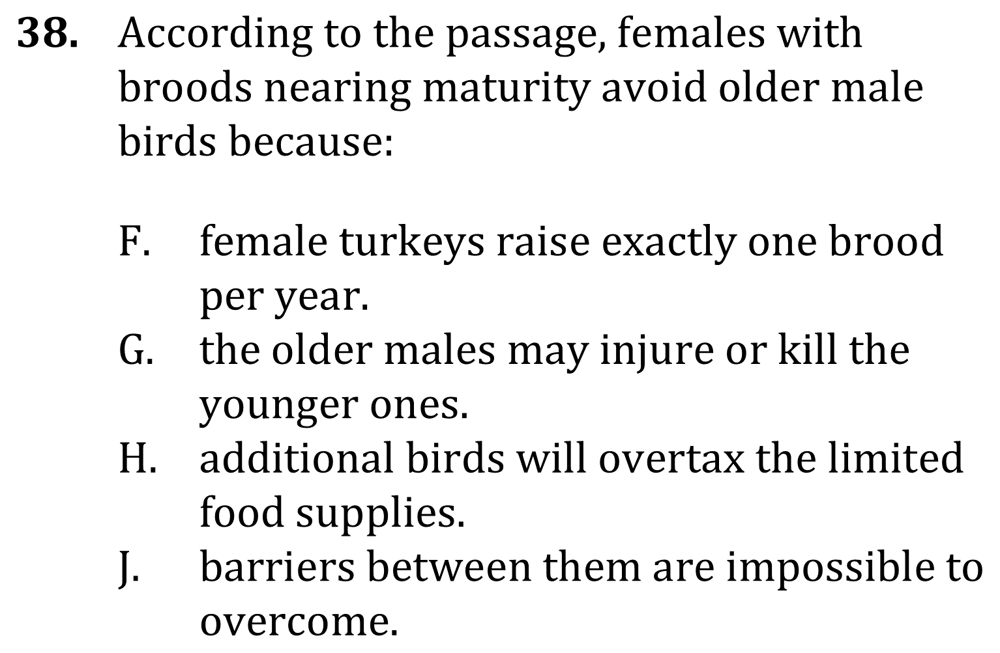 38. According to the passage, females with
broods nearing maturity avoid older male
birds because:
F. female turkeys raise exactly one brood
per year.
G. the older males may injure or kill the
younger ones.
H. additional birds will overtax the limited
food supplies.
J. barriers between them are impossible to
overcome.